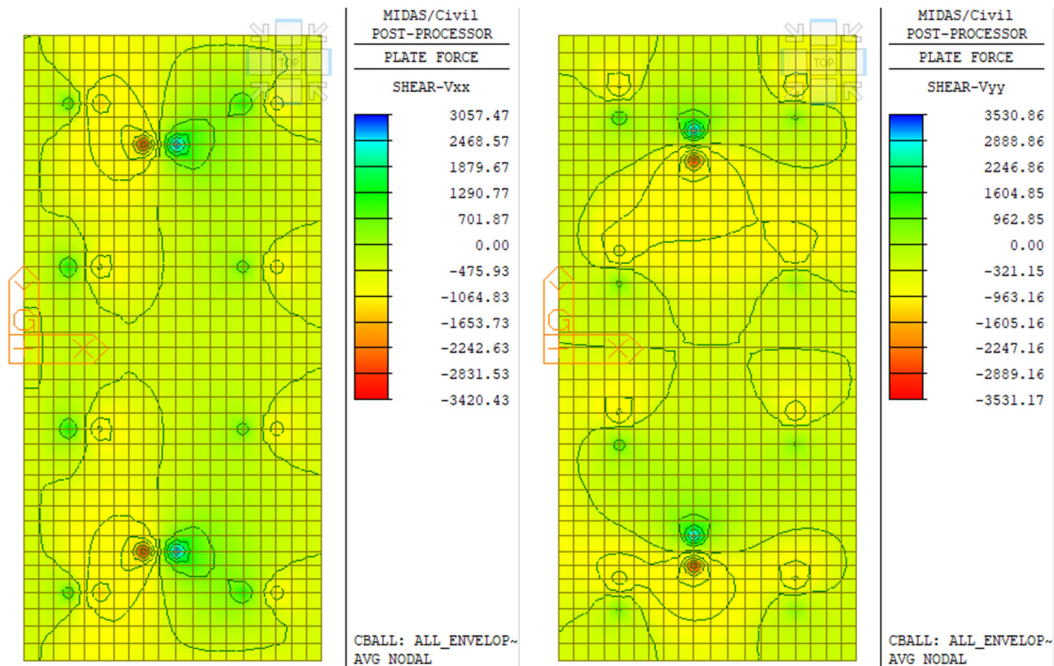 MIDAS/Civil
POST-PROCESSOR
PLATE FORCE
SHEAR-Vxx
3057.47
2468.57
1879.67
1290.77
701.87
0.00
-475.93
-1064.83
-1653.73
-2242.63
-2831.53
-3420.43
CBALL: ALL_ENVELOP~
AVG NODAL
TOP
X
MIDAS/Civil
POST-PROCESSOR
PLATE FORCE
SHEAR-Vyy
3530.86
2888.86
2246.85
1604.85
962.85
0.00
-321.15
-963.16
-1605.16
-2247.16
-2889.16
-3531.17
CBALL: ALL_ENVELOP~
AVG NODAL
TOP
X